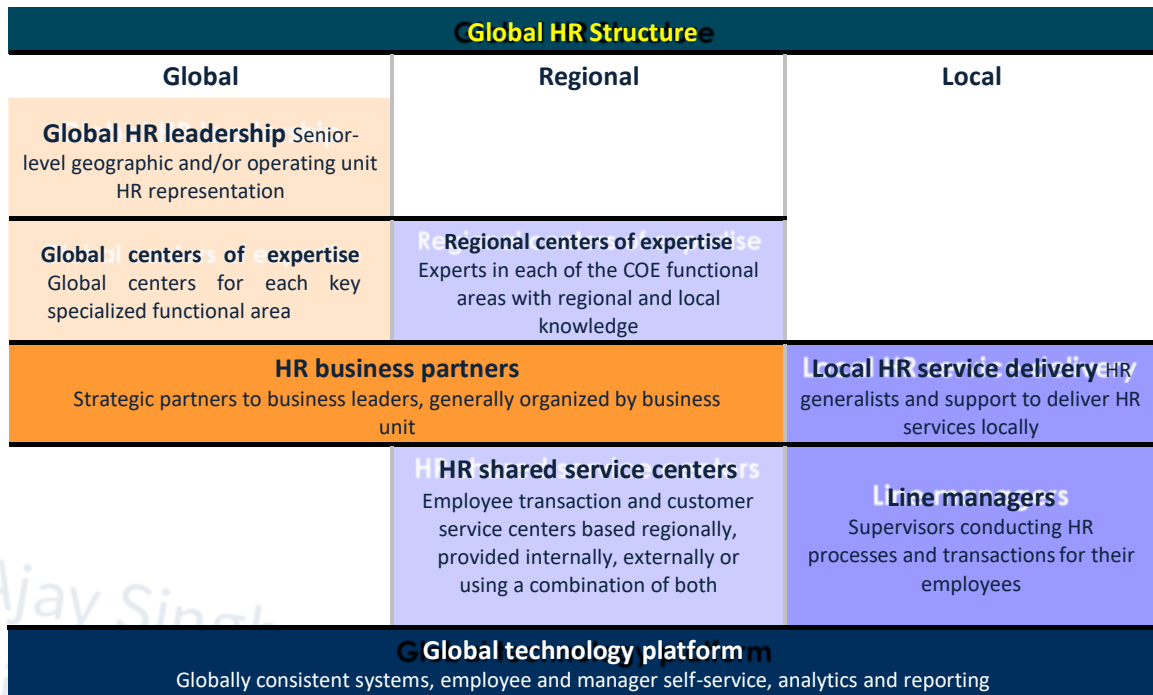 Global HR Structure
Global
Regional
Local
Global HR leadership Senior-
level geographic and/or operating unit
HR representation
Global centers of expertise
Global centers for each key
specialized functional area
Regional centers of expertise
Experts in each of the COE functional
areas with regional and local
knowledge
HR business partners
Strategic partners to business leaders, generally organized by business
unit
Local HR service delivery HR
generalists and support to deliver HR
services locally
HR shared service centers
Employee transaction and customer
service centers based regionally,
provided internally, externally or
using a combination of both
Line managers
Supervisors conducting HR
processes and transactions for their
employees
Ajay Singh
Global technology platform
Globally consistent systems, employee and manager self-service, analytics and reporting